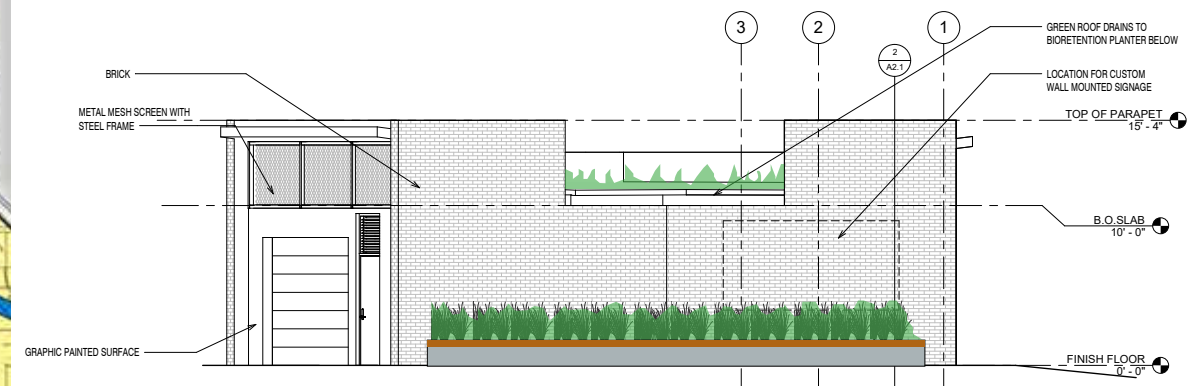 3
2
1
2
A2.1
GREEN ROOF DRAINS TO
BIORETENTION PLANTER BELOW
BRICK
LOCATION FOR CUSTOM
WALL MOUNTED SIGNAGE
METAL MESH SCREEN WITH
STEEL FRAME
TOP OF PARAPET
15' - 4"
B.O.SLAB
10' - 0"
GRAPHIC PAINTED SURFACE
FINISH FLOOR
0' - 0"